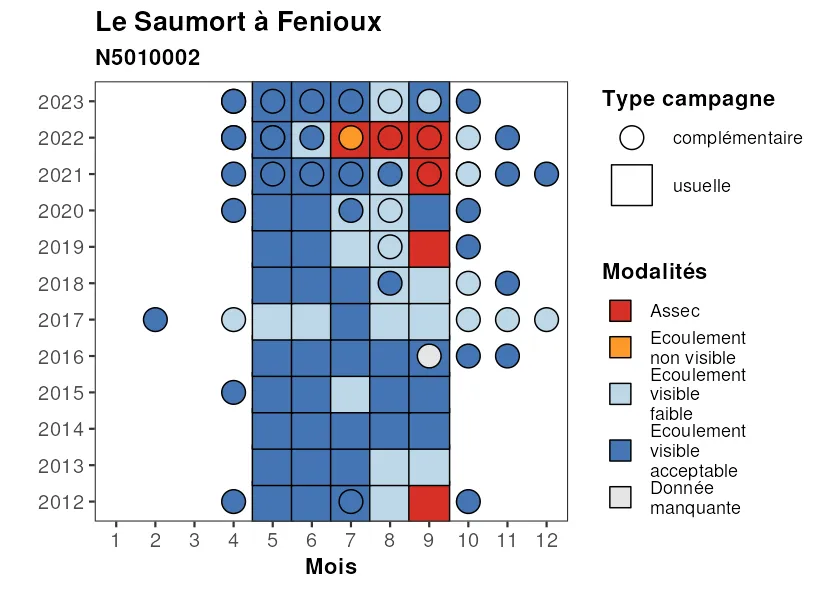 Le Saumort à Fenioux
N5010002
2023
2022
2021
2020
2019
2018
2017
2016
2015
2014
2013
2012
1 2 3 4 5 6 7 8 9 10 11 12
Mois
Type campagne
complémentaire
usuelle
Modalités
Assec
Ecoulement
non visible
Ecoulement
visible
faible
Ecoulement
visible
acceptable
Donnée
manquante